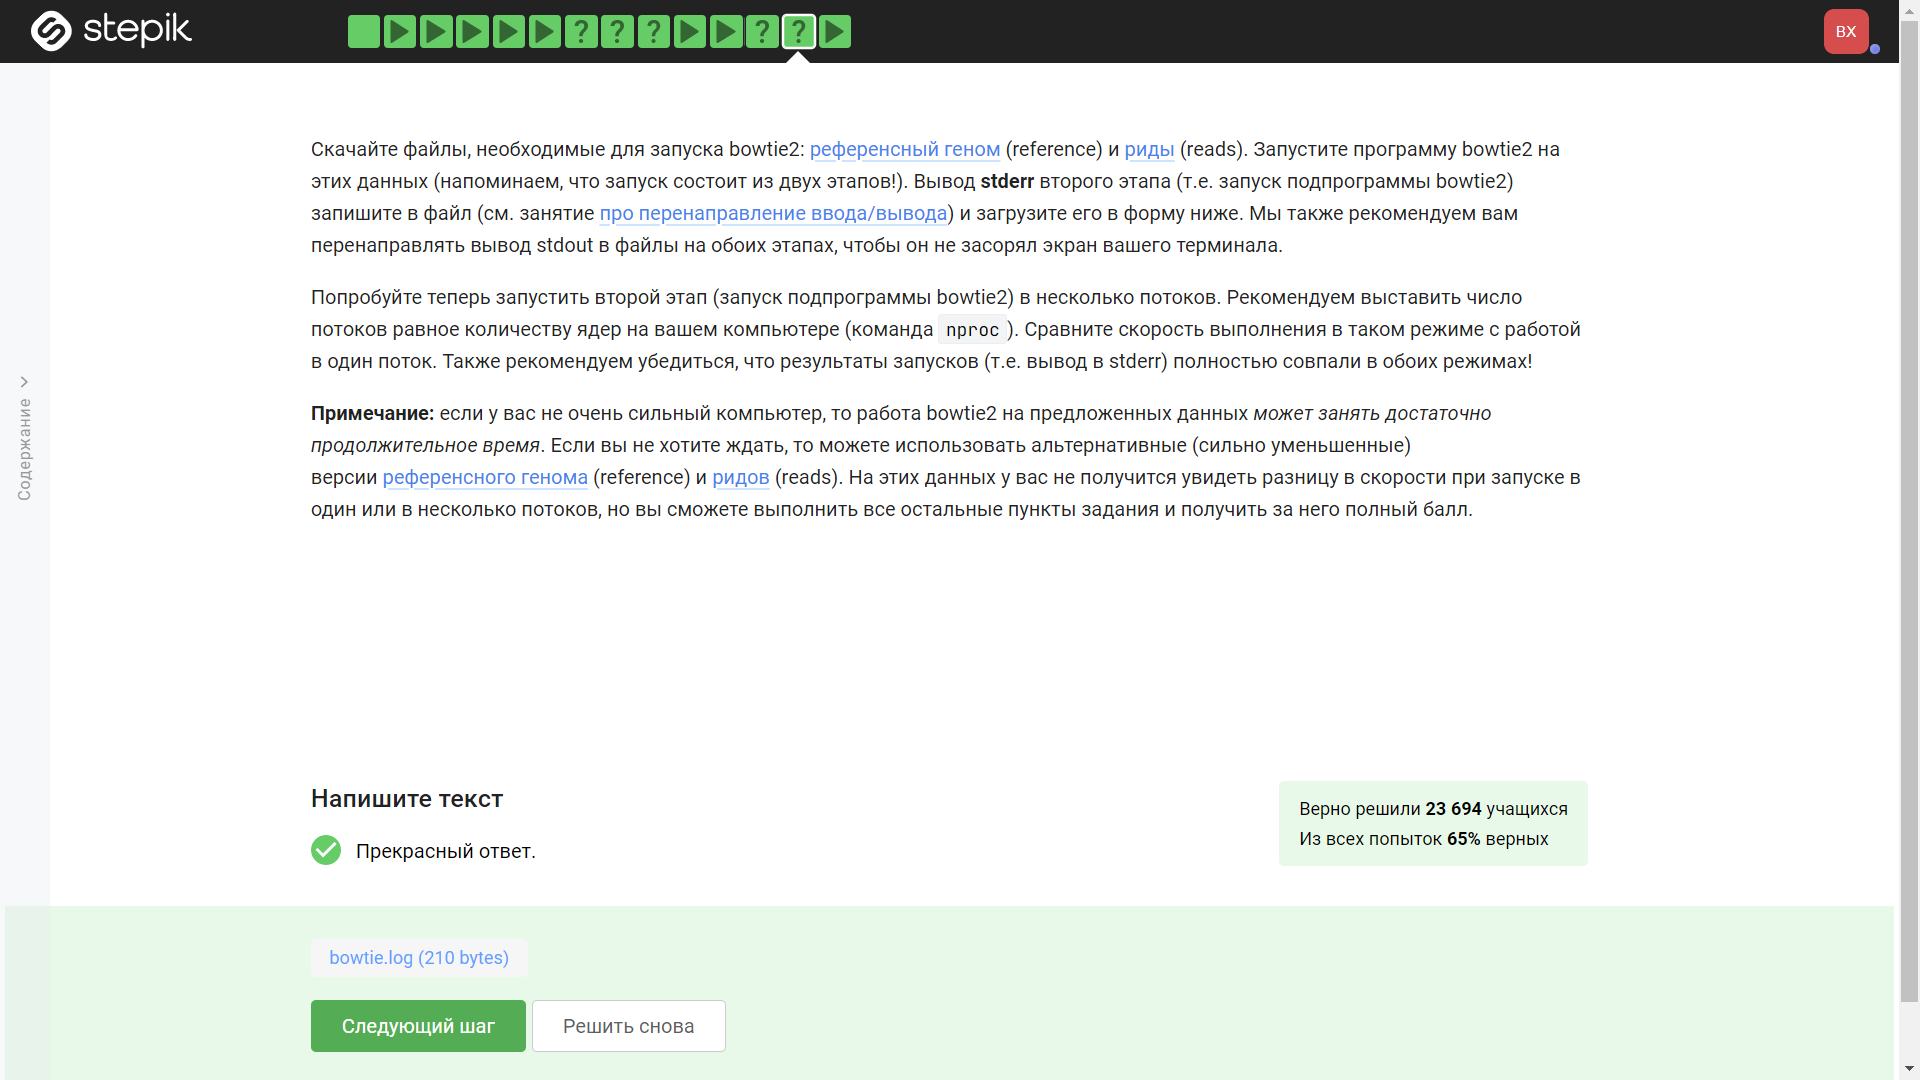 stepik
? ? ? ? ?
BX
Содержание
Скачайте файлы, необходимые для запуска bowtie2: референсный геном (reference) и риды (reads). Запустите программу bowtie2 на
этих данных (напоминаем, что запуск состоит из двух этапов!). Вывод stderr второго этапа (т.е. запуск подпрограммы bowtie2)
запишите в файл (см. занятие про перенаправление ввода/вывода) и загрузите его в форму ниже. Мы также рекомендуем вам
перенаправлять вывод stdout в файлы на обоих этапах, чтобы он не засорял экран вашего терминала.
Попробуйте теперь запустить второй этап (запуск подпрограммы bowtie2) в несколько потоков. Рекомендуем выставить число
потоков равное количеству ядер на вашем компьютере (команда nproc). Сравните скорость выполнения в таком режиме с работой
в один поток. Также рекомендуем убедиться, что результаты запусков (т.е. вывод в stderr) полностью совпали в обоих режимах!
Примечание: если у вас не очень сильный компьютер, то работа bowtie2 на предложенных данных может занять достаточно
продолжительное время. Если вы не хотите ждать, то можете использовать альтернативные (сильно уменьшенные)
версии референсного генома (reference) и ридов (reads). На этих данных у вас не получится увидеть разницу в скорости при запуске в
один или в несколько потоков, но вы сможете выполнить все остальные пункты задания и получить за него полный балл.
Напишите текст
Верно решили 23 694 учащихся
Из всех попыток 65% верных
Прекрасный ответ.
bowtie.log (210 bytes)
Следующий шаг
Решить снова